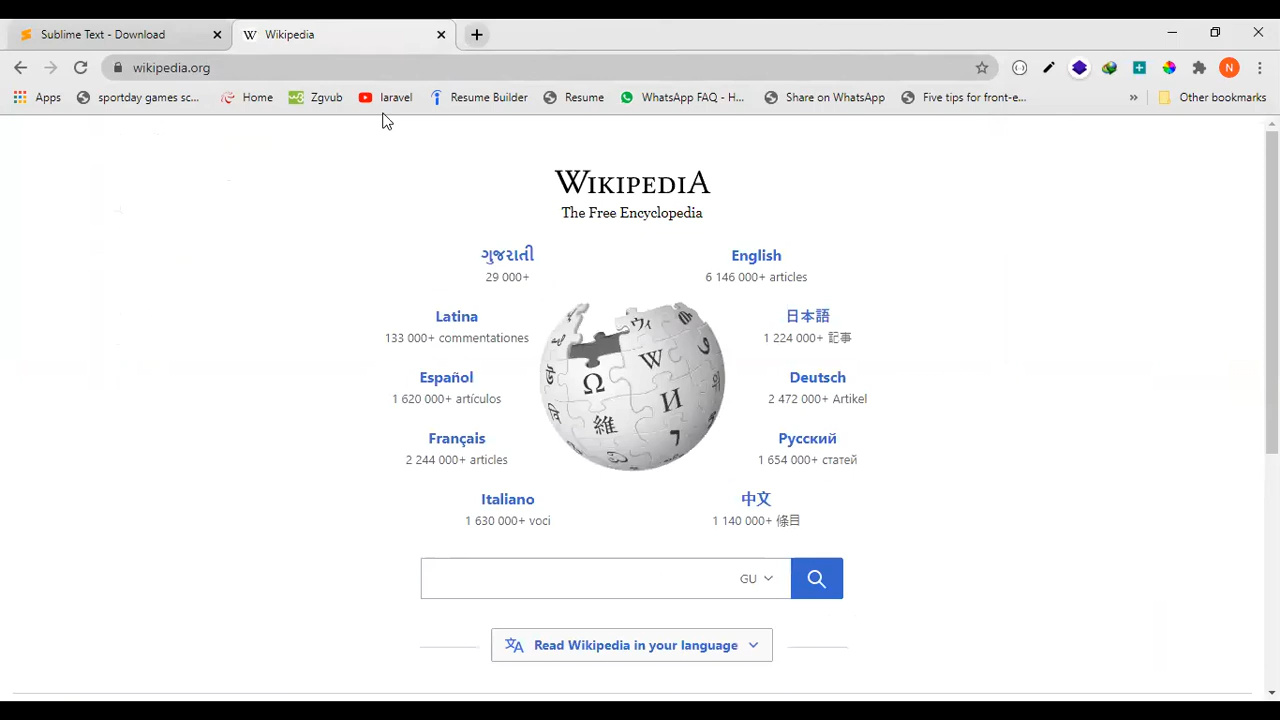 Sublime Text - Download
Wikipedia
wikipedia.org
N
Apps
sportday games sc...
Home
Zgvub
laravel
Resume Builder
Resume
WhatsApp FAQ - H...
Share on WhatsApp
Five tips for front-e...
»
Other bookmarks
WIKIPEDIA
The Free Encyclopedia
ગુજરાતી
29 000+
English
6 146 000+ articles
Latina
133 000+ commentationes
日本語
1 224 000+ 記事
Español
1 620 000+ artículos
Deutsch
2 472 000+ Artikel
Français
2 244 000+ articles
Русский
1 654 000+ статей
Italiano
1 630 000+ voci
中文
1 140 000+ 條目
Ω
W
И
維
ウィ
GU
Read Wikipedia in your language